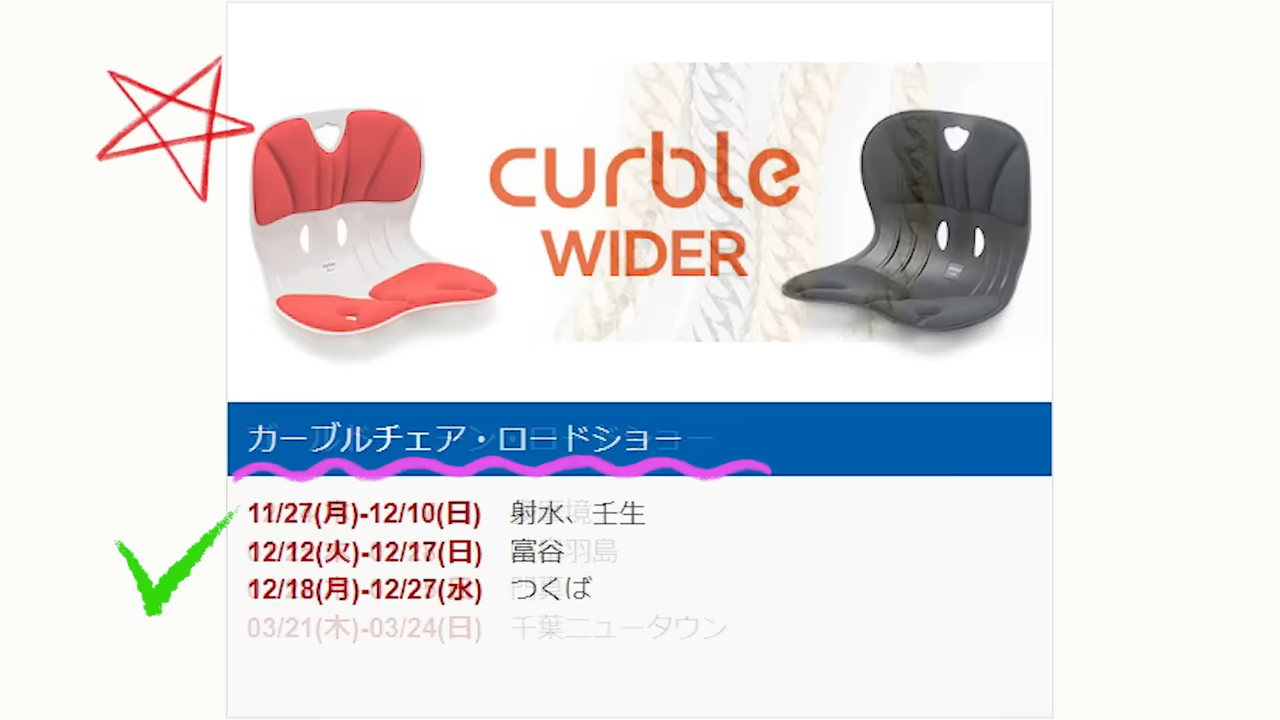 curble
WIDER
カーブルチェア・ロードショー
11/27(月)-12/10(日) 射水、壬生
12/12(火)-12/17(日) 富谷
12/18(月)-12/27(水) つくば
03/21(木)-03/24(日) 千葉ニュータウン